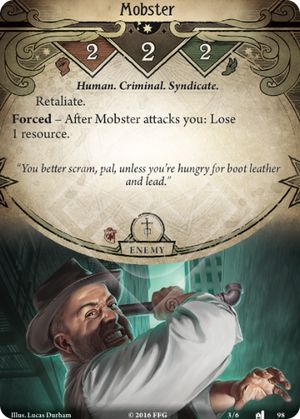 Mobster
2 2 2
Human. Criminal. Syndicate.
Retaliate.
Forced – After Mobster attacks you: Lose
1 resource.
"You better scram, pal, unless you're hungry for boot leather
and lead."
ENEMY
Illus. Lucas Durham
© 2016 FFG
3/6
98